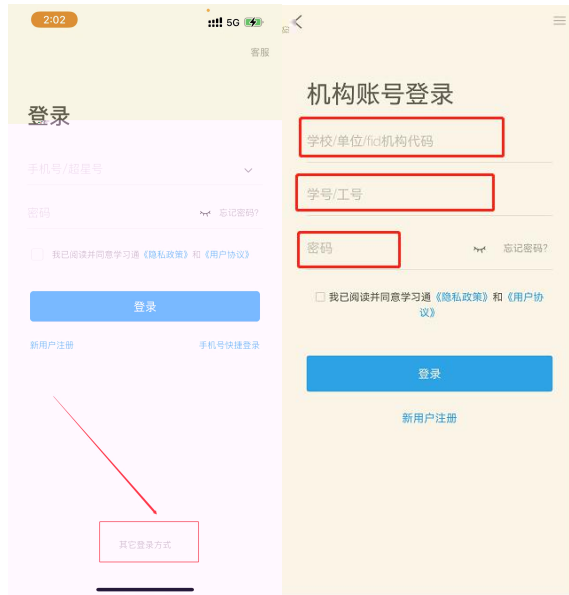 2:02
5G
客服
登录
手机号/超星号
密码
忘记密码?
我已阅读并同意学习通《隐私政策》和《用户协议》
登录
新用户注册
手机号快捷登录
其它登录方式
机构账号登录
学校/单位/fid机构代码
学号/工号
密码
忘记密码?
我已阅读并同意学习通《隐私政策》和《用户协
议》
登录
新用户注册